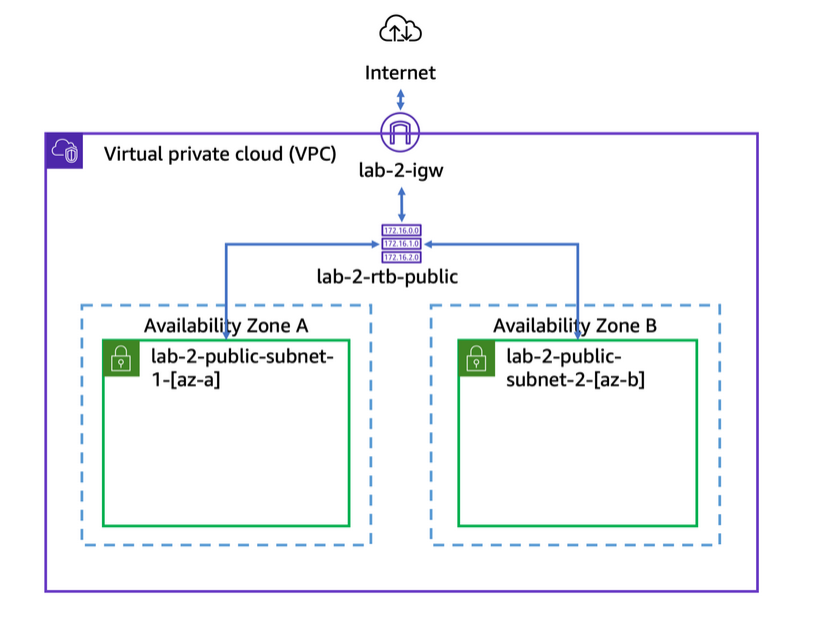 Internet
Virtual private cloud (VPC)
lab-2-igw
172.16.0.0
172.16.1.0
172.16.2.0
lab-2-rtb-public
Availability Zone A
lab-2-public-subnet-
1-[az-a]
Availability Zone B
lab-2-public-
subnet-2-[az-b]